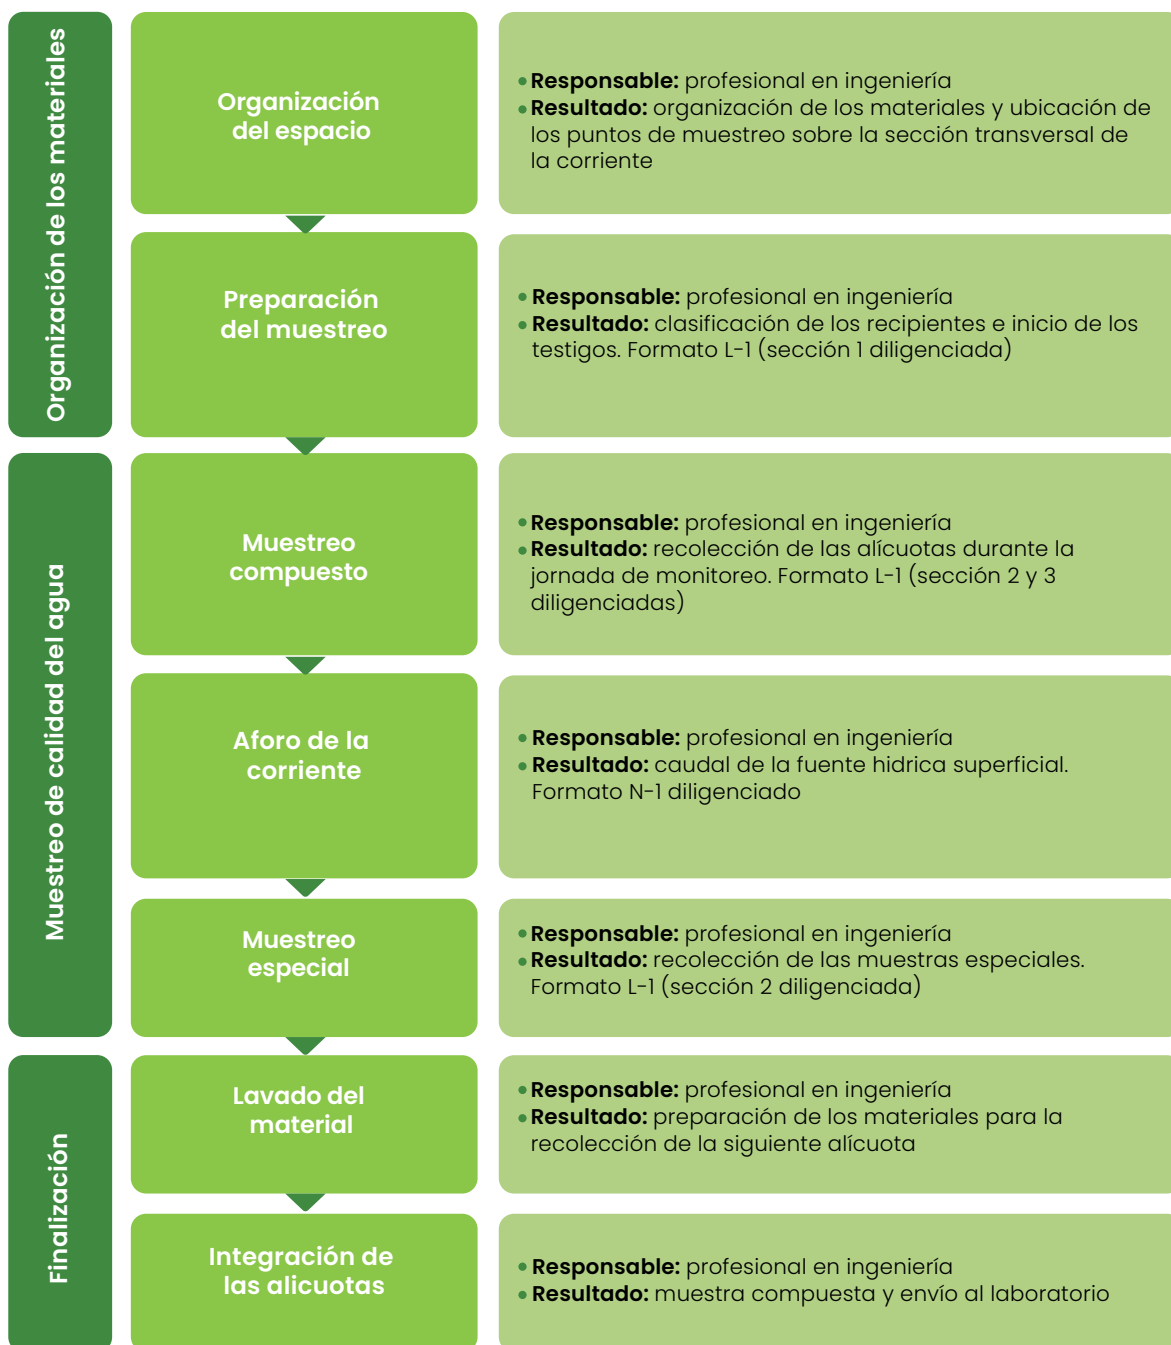 Organización de los materiales
Organización
del espacio
• Responsable: profesional en ingeniería
• Resultado: organización de los materiales y ubicación de
los puntos de muestreo sobre la sección transversal de
la corriente
Preparación
del muestreo
• Responsable: profesional en ingeniería
• Resultado: clasificación de los recipientes e inicio de los
testigos. Formato L-1 (sección 1 diligenciada)
Muestreo de calidad del agua
Muestreo
compuesto
• Responsable: profesional en ingeniería
• Resultado: recolección de las alícuotas durante la
jornada de monitoreo. Formato L-1 (sección 2 y 3
diligenciadas)
Aforo de la
corriente
• Responsable: profesional en ingeniería
• Resultado: caudal de la fuente hidrica superficial.
Formato N-1 diligenciado
Muestreo
especial
• Responsable: profesional en ingeniería
• Resultado: recolección de las muestras especiales.
Formato L-1 (sección 2 diligenciada)
Finalización
Lavado del
material
• Responsable: profesional en ingeniería
• Resultado: preparación de los materiales para la
recolección de la siguiente alícuota
Integración de
las alicuotas
• Responsable: profesional en ingeniería
• Resultado: muestra compuesta y envío al laboratorio